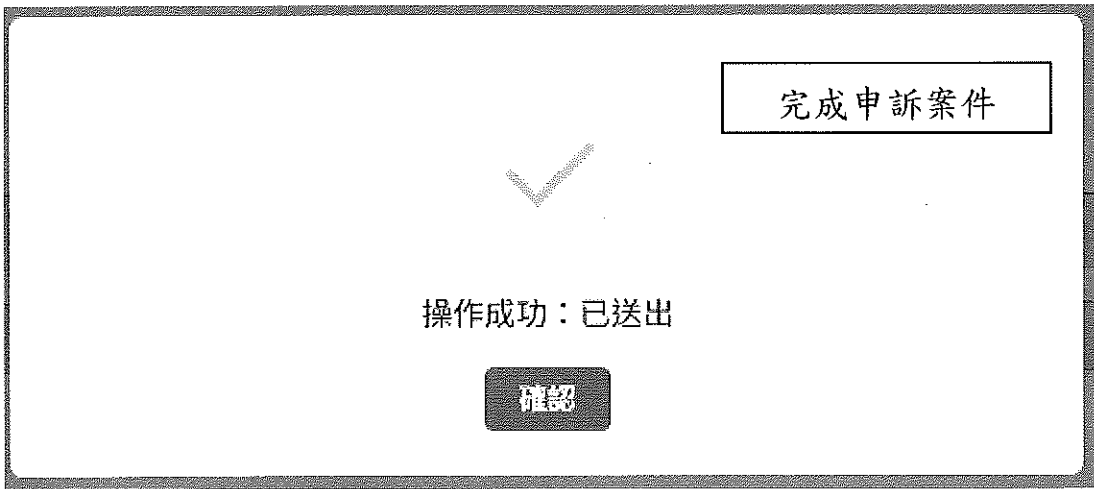 完成申訴案件
操作成功：已送出
確認